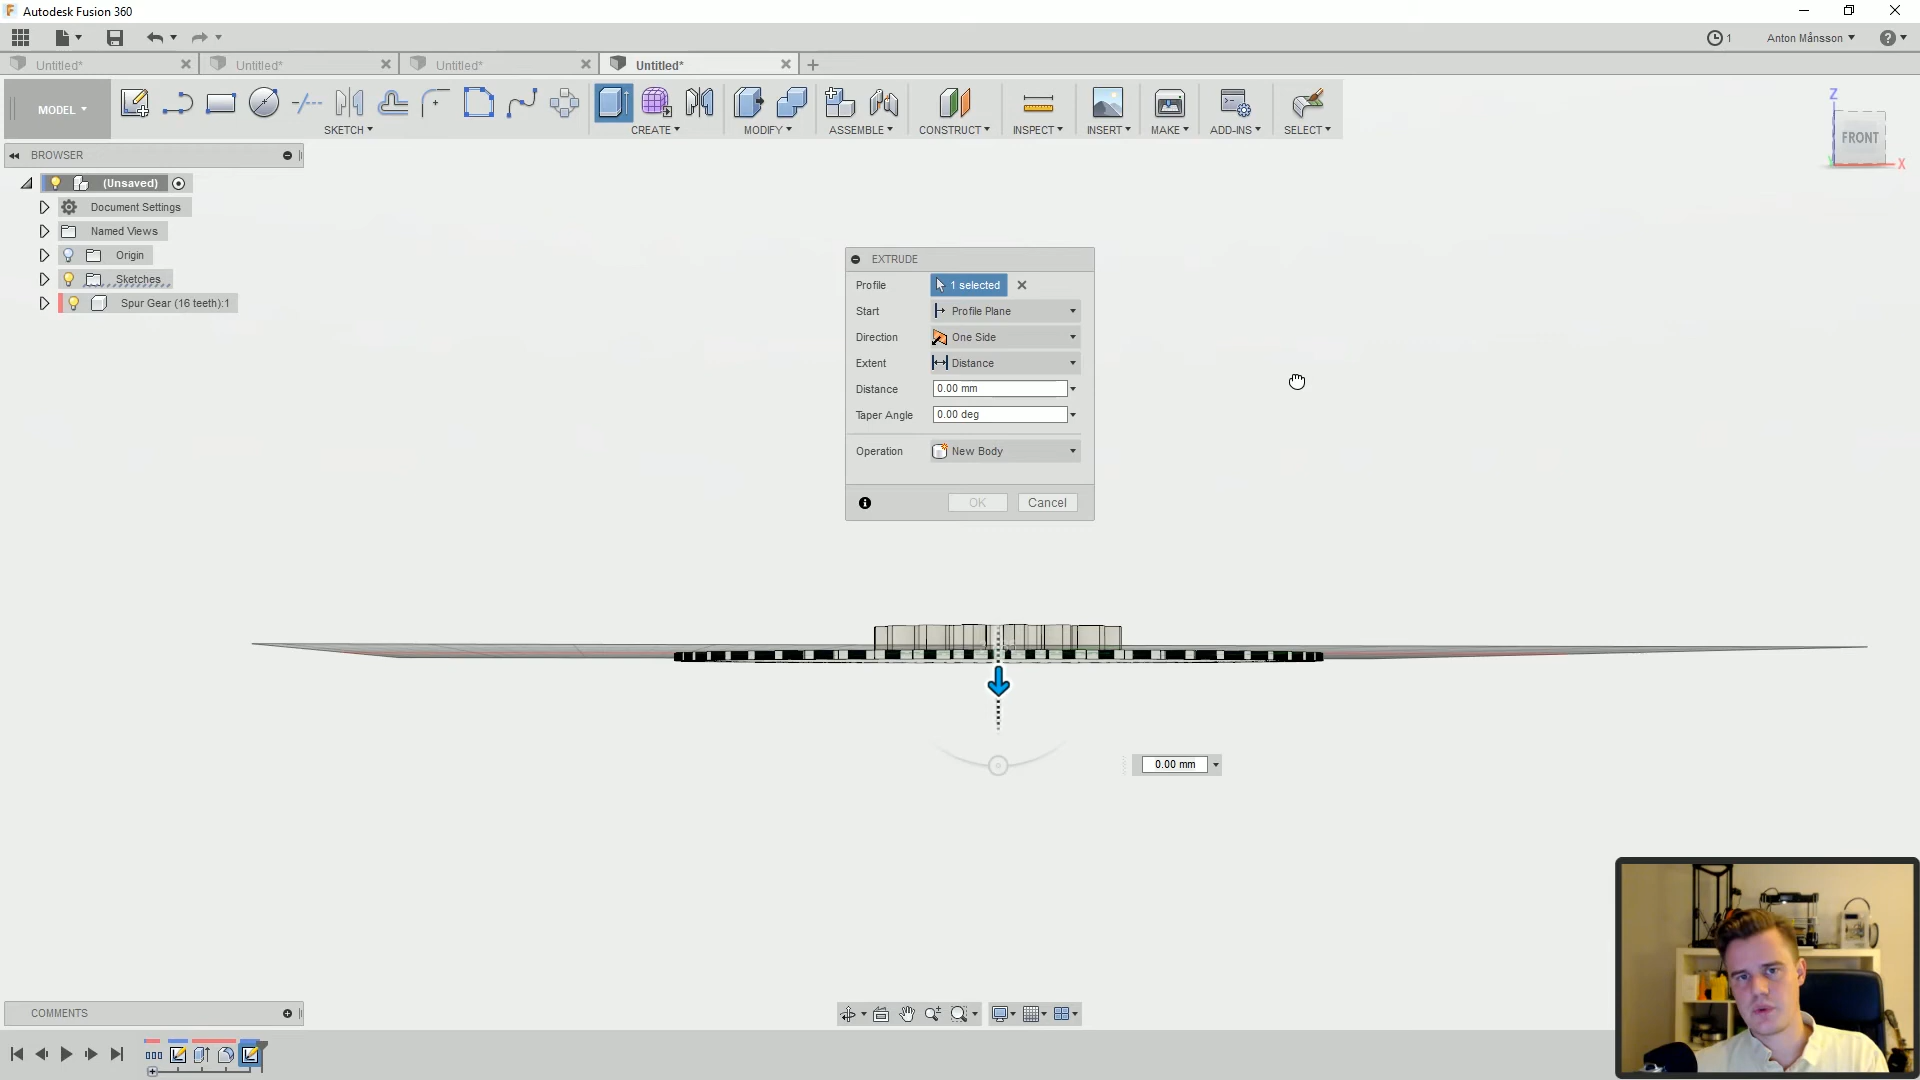 Autodesk Fusion 360
1
Anton Månsson
Untitled*
Untitled*
Untitled*
Untitled*
MODEL
SKETCH
CREATE
MODIFY
ASSEMBLE
CONSTRUCT
INSPECT
INSERT
MAKE
ADD-INS
SELECT
Z
FRONT
X
BROWSER
(Unsaved)
Document Settings
Named Views
Origin
Sketches
Spur Gear (16 teeth):1
EXTRUDE
Profile 1 selected
Start Profile Plane
Direction One Side
Extent Distance
Distance 0.00 mm
Taper Angle 0.00 deg
Operation New Body
OK Cancel
0.00 mm
COMMENTS